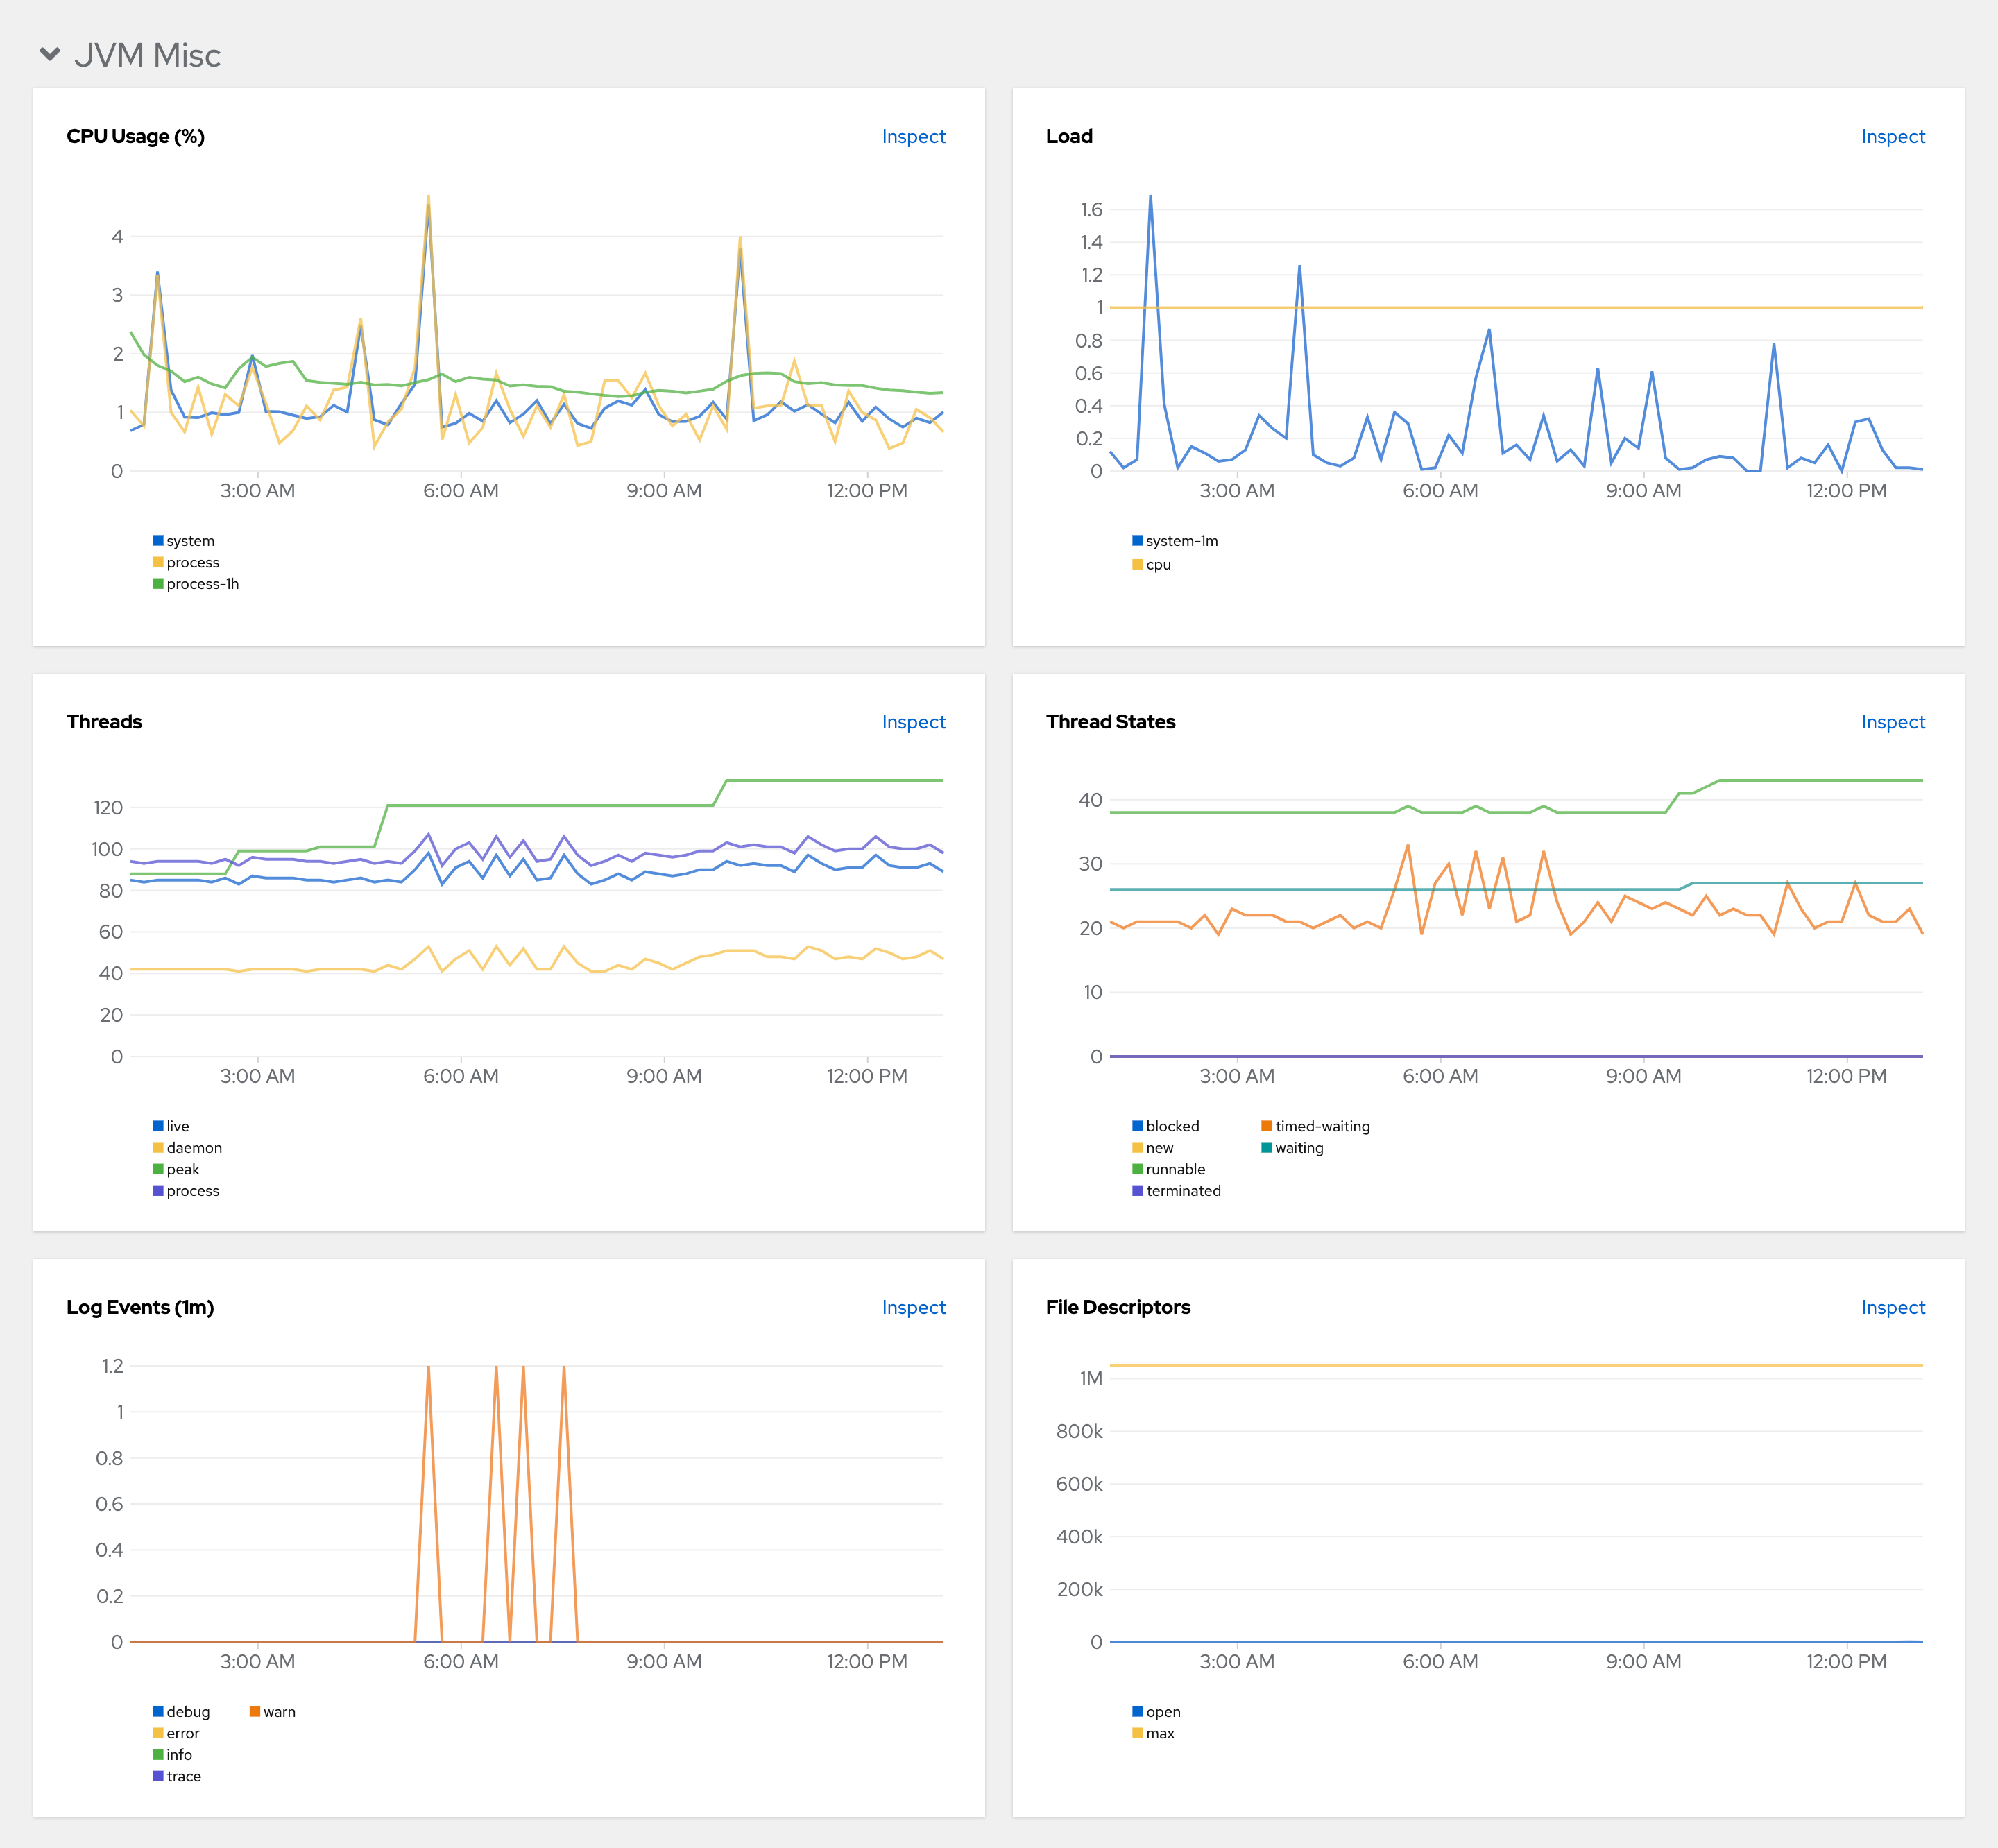 JVM Misc
CPU Usage (%)
Inspect
4
3
2
1
0
3:00 AM
6:00 AM
9:00 AM
12:00 PM
system
process
process-1h
Load
Inspect
1.6
1.4
1.2
1
0.8
0.6
0.4
0.2
0
3:00 AM
6:00 AM
9:00 AM
12:00 PM
system-1m
cpu
Threads
Inspect
120
100
80
60
40
20
0
3:00 AM
6:00 AM
9:00 AM
12:00 PM
live
daemon
peak
process
Thread States
Inspect
40
30
20
10
0
3:00 AM
6:00 AM
9:00 AM
12:00 PM
blocked
new
runnable
terminated
timed-waiting
waiting
Log Events (1m)
Inspect
1.2
1
0.8
0.6
0.4
0.2
0
3:00 AM
6:00 AM
9:00 AM
12:00 PM
debug
error
info
trace
warn
File Descriptors
Inspect
1M
800k
600k
400k
200k
0
3:00 AM
6:00 AM
9:00 AM
12:00 PM
open
max